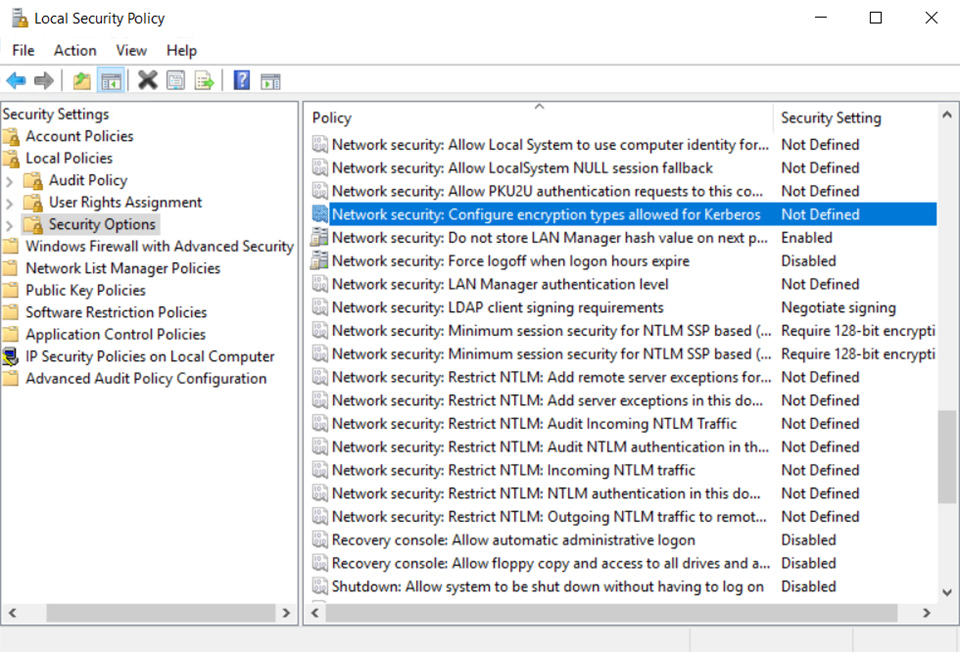 Local Security Policy
File Action View Help
Security Settings
Account Policies
Local Policies
Audit Policy
User Rights Assignment
Security Options
Windows Firewall with Advanced Security
Network List Manager Policies
Public Key Policies
Software Restriction Policies
Application Control Policies
IP Security Policies on Local Computer
Advanced Audit Policy Configuration
Policy Security Setting
Network security: Allow Local System to use computer identity for... Not Defined
Network security: Allow LocalSystem NULL session fallback Not Defined
Network security: Allow PKU2U authentication requests to this co... Not Defined
Network security: Configure encryption types allowed for Kerberos Not Defined
Network security: Do not store LAN Manager hash value on next p... Enabled
Network security: Force logoff when logon hours expire Disabled
Network security: LAN Manager authentication level Not Defined
Network security: LDAP client signing requirements Negotiate signing
Network security: Minimum session security for NTLM SSP based (... Require 128-bit encrypti
Network security: Minimum session security for NTLM SSP based (... Require 128-bit encrypti
Network security: Restrict NTLM: Add remote server exceptions for... Not Defined
Network security: Restrict NTLM: Add server exceptions in this do... Not Defined
Network security: Restrict NTLM: Audit Incoming NTLM Traffic Not Defined
Network security: Restrict NTLM: Audit NTLM authentication in th... Not Defined
Network security: Restrict NTLM: Incoming NTLM traffic Not Defined
Network security: Restrict NTLM: NTLM authentication in this do... Not Defined
Network security: Restrict NTLM: Outgoing NTLM traffic to remot... Not Defined
Recovery console: Allow automatic administrative logon Disabled
Recovery console: Allow floppy copy and access to all drives and a... Disabled
Shutdown: Allow system to be shut down without having to log on Disabled